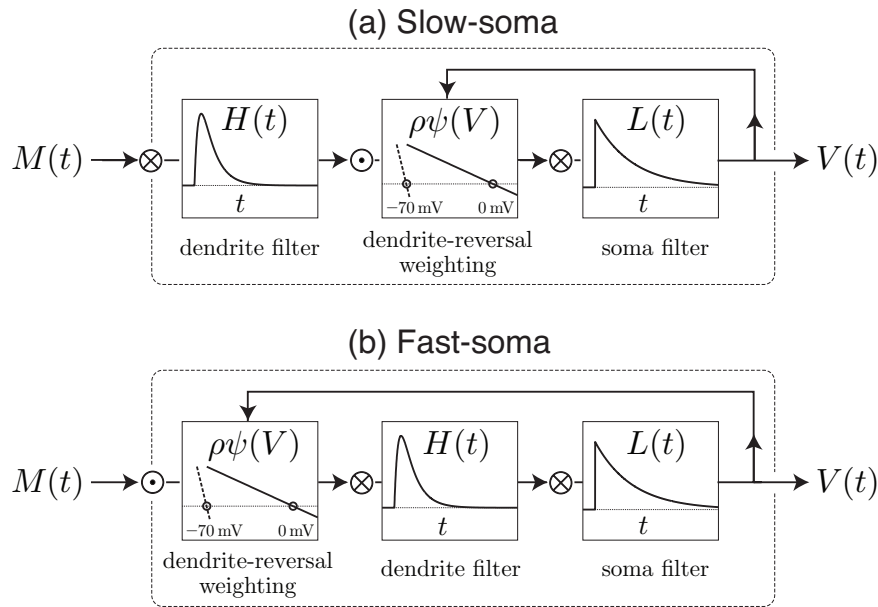 (a) Slow-soma
M(t)
H(t)
t
dendrite filter
ρψ(V)
−70 mV
0 mV
dendrite-reversal
weighting
L(t)
t
soma filter
V(t)
(b) Fast-soma
M(t)
ρψ(V)
−70 mV
0 mV
dendrite-reversal
weighting
H(t)
t
dendrite filter
L(t)
t
soma filter
V(t)